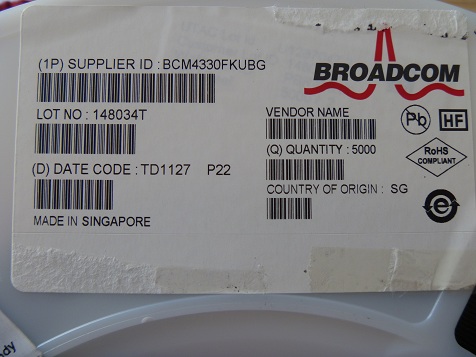 (1P) SUPPLIER ID : BCM4330FKUBG
BROADCOM
LOT NO : 148034T
VENDOR NAME
Pb
HF
(Q) QUANTITY : 5000
RoHS
COMPLIANT
(D) DATE CODE : TD1127 P22
COUNTRY OF ORIGIN : SG
e
MADE IN SINGAPORE